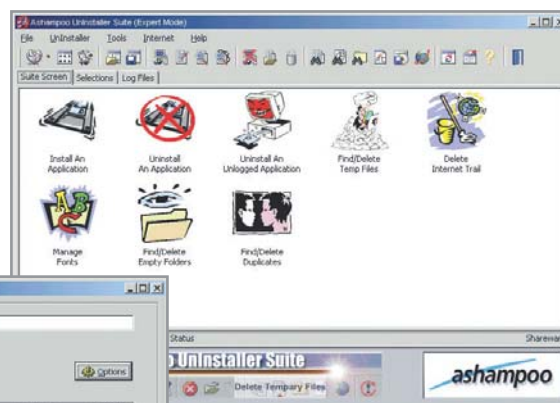 Ashampoo UnInstaller Suite (Expert Mode)
File UnInstaller Tools Internet Help
Suite Screen Selections Log Files
Install An Application
Uninstall An Application
Uninstall An Unlogged Application
Find/Delete Temp Files
Delete Internet Trail
Manage Fonts
Find/Delete Empty Folders
Find/Delete Duplicates
Options
Status
Sharewar
UnInstaller Suite
Delete Tempary Files
ashampoo